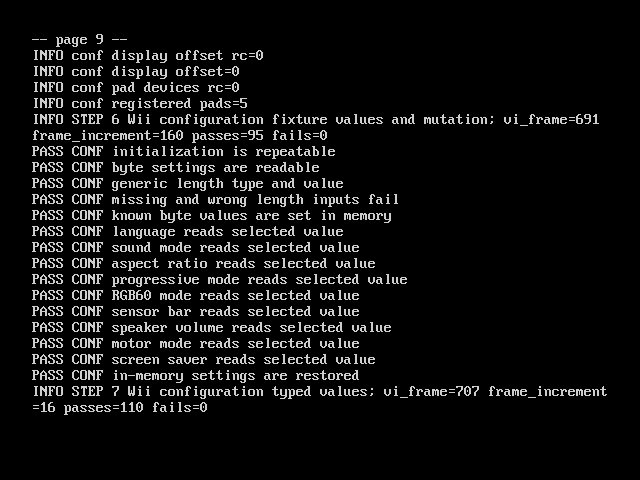 -- page 9 --
INFO conf display offset rc=0
INFO conf display offset=0
INFO conf pad devices rc=0
INFO conf registered pads=5
INFO STEP 6 Wii configuration fixture values and mutation; vi_frame=691
frame_increment=160 passes=95 fails=0
PASS CONF initialization is repeatable
PASS CONF byte settings are readable
PASS CONF generic length type and value
PASS CONF missing and wrong length inputs fail
PASS CONF known byte values are set in memory
PASS CONF language reads selected value
PASS CONF sound mode reads selected value
PASS CONF aspect ratio reads selected value
PASS CONF progressive mode reads selected value
PASS CONF RGB60 mode reads selected value
PASS CONF sensor bar reads selected value
PASS CONF speaker volume reads selected value
PASS CONF motor mode reads selected value
PASS CONF screen saver reads selected value
PASS CONF in-memory settings are restored
INFO STEP 7 Wii configuration typed values; vi_frame=707 frame_increment
=16 passes=110 fails=0